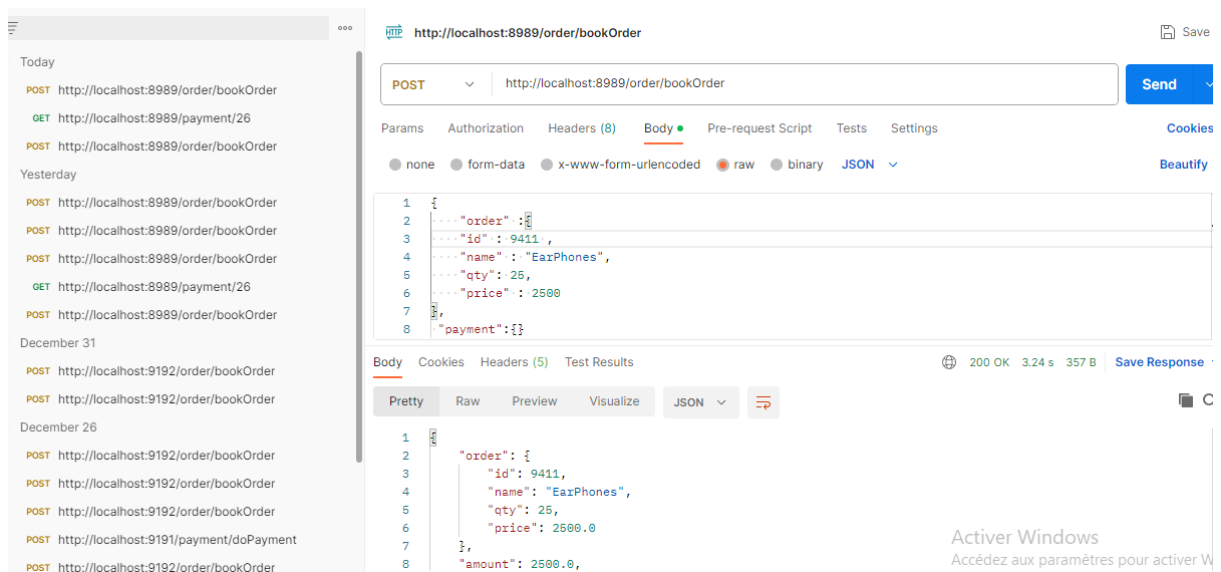 Today
POST http://localhost:8989/order/bookOrder
GET http://localhost:8989/payment/26
POST http://localhost:8989/order/bookOrder
Yesterday
POST http://localhost:8989/order/bookOrder
POST http://localhost:8989/order/bookOrder
POST http://localhost:8989/order/bookOrder
GET http://localhost:8989/payment/26
POST http://localhost:8989/order/bookOrder
December 31
POST http://localhost:9192/order/bookOrder
POST http://localhost:9192/order/bookOrder
December 26
POST http://localhost:9192/order/bookOrder
POST http://localhost:9192/order/bookOrder
POST http://localhost:9192/order/bookOrder
POST http://localhost:9191/payment/doPayment
POST http://localhost:9192/order/bookOrder
HTTP http://localhost:8989/order/bookOrder Save
POST http://localhost:8989/order/bookOrder Send
Params Authorization Headers (8) Body Pre-request Script Tests Settings Cookies
none form-data x-www-form-urlencoded raw binary JSON Beautify
1 {
2 "order" :{
3 "id" : 9411 ,
4 "name" : "EarPhones",
5 "qty": 25,
6 "price" : 2500
7 },
8 "payment":{}
Body Cookies Headers (5) Test Results 200 OK 3.24 s 357 B Save Response
Pretty Raw Preview Visualize JSON
1 {
2 "order": {
3 "id": 9411,
4 "name": "EarPhones",
5 "qty": 25,
6 "price": 2500.0
7 },
8 "amount": 2500.0,
Activer Windows
Accédez aux paramètres pour activer W